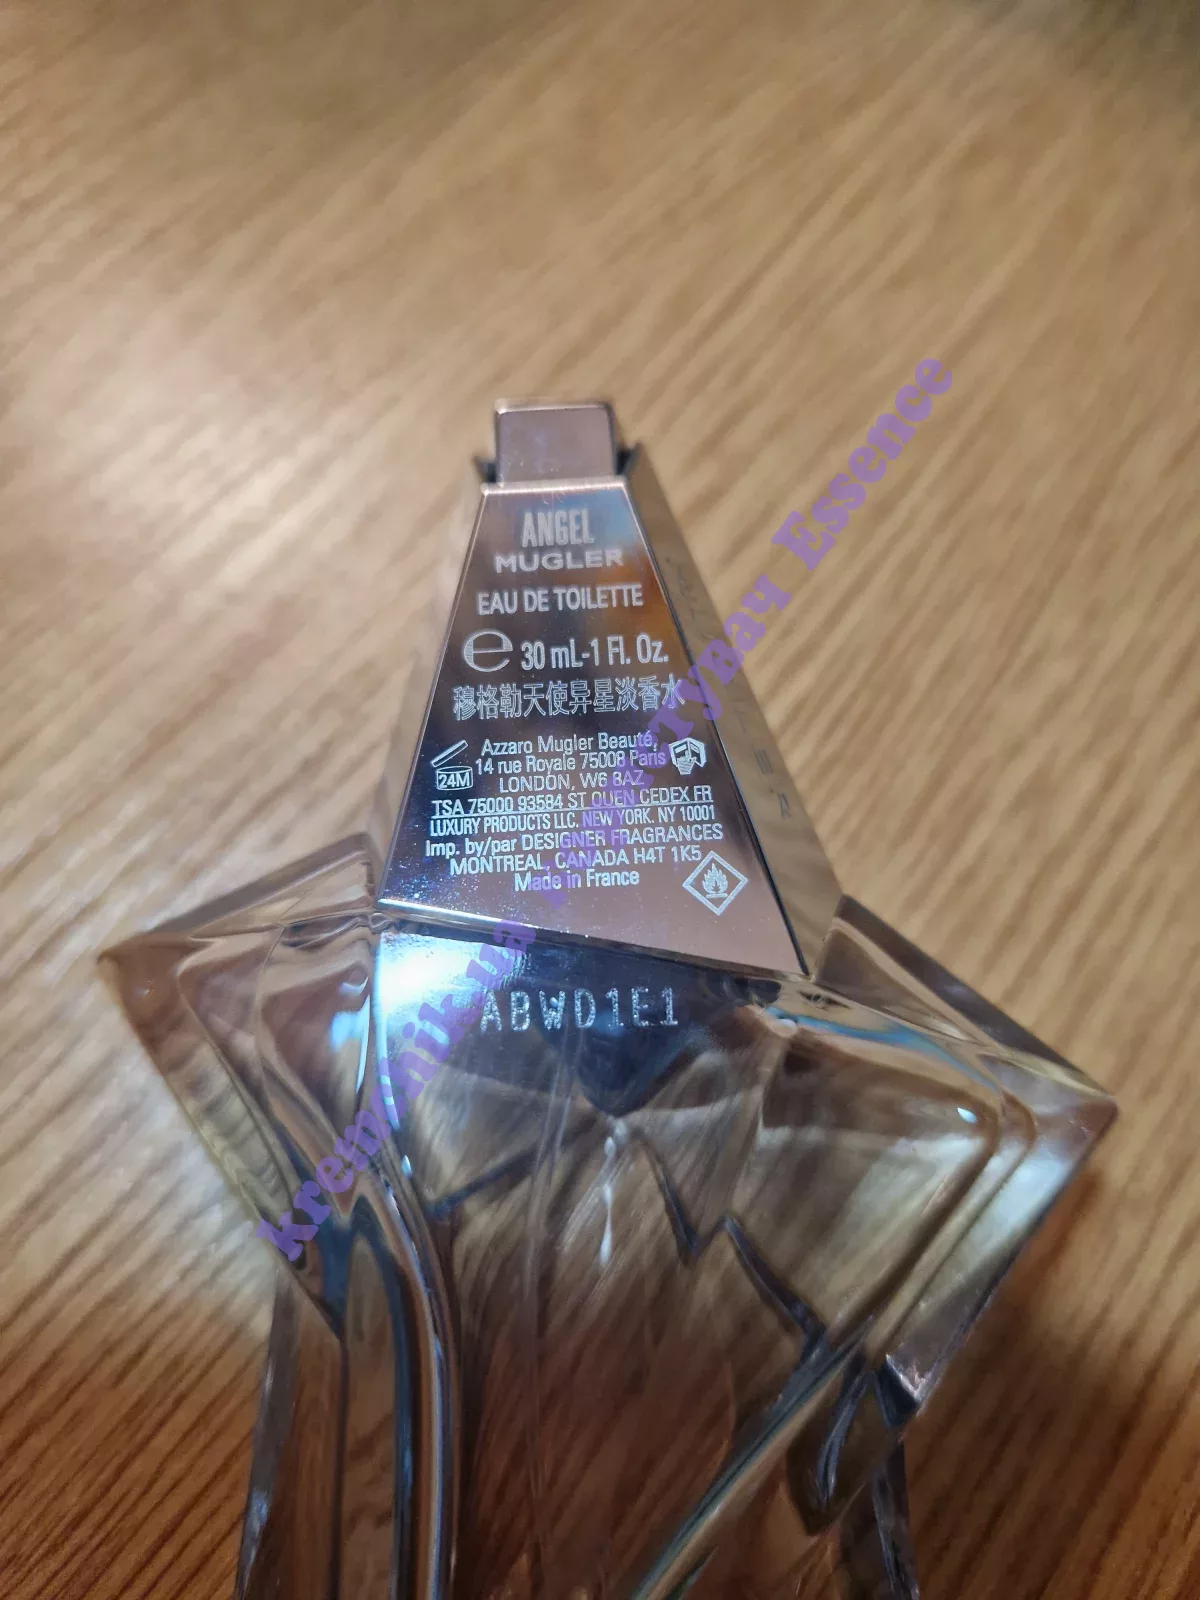 ANGEL
MUGLER
EAU DE TOILETTE
℮ 30 mL-1 Fl. Oz.
穆格勒天使异星淡香水
Azzaro Mugler Beauté,
14 rue Royale 75008 Paris
24M
LONDON, W6 8AZ
TSA 75000 93584 ST OUEN CEDEX FR
LUXURY PRODUCTS LLC. NEW YORK. NY 10001
Imp. by/par DESIGNER FRAGRANCES
MONTREAL, CANADA H4T 1K5
Made in France
ABWD1E1
Essence